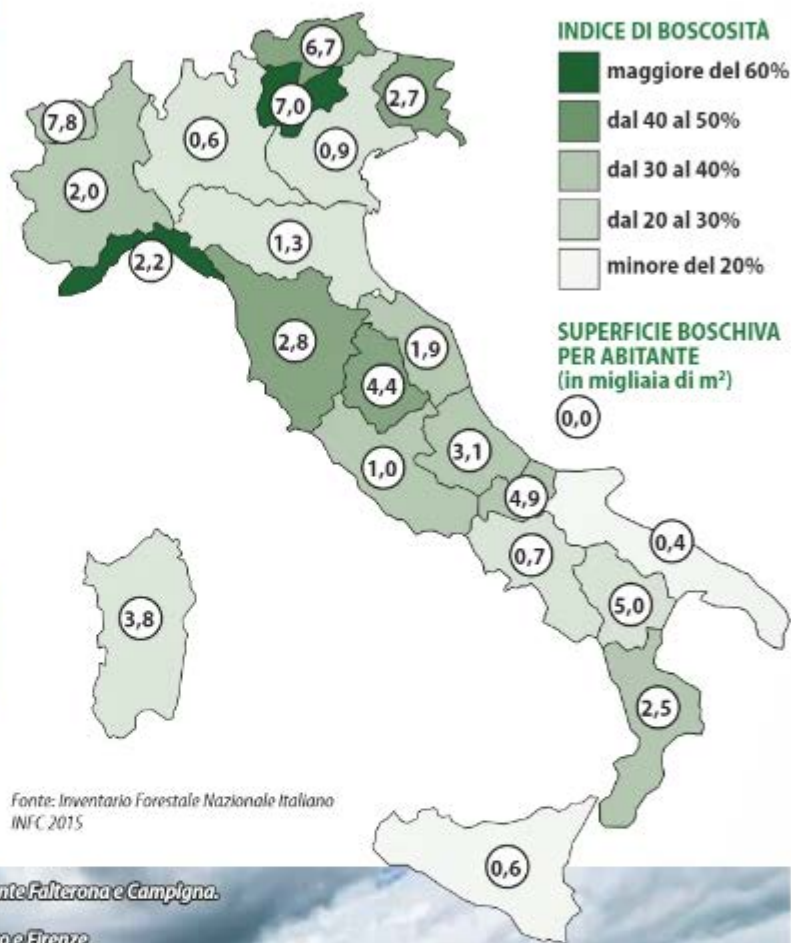 INDICE DI BOSCOSITÀ
maggiore del 60%
dal 40 al 50%
dal 30 al 40%
dal 20 al 30%
minore del 20%
SUPERFICIE BOSCHIVA
PER ABITANTE
(in migliaia di m²)
0,0
6,7
7,0
2,7
7,8
0,6
0,9
2,0
1,3
2,2
2,8
1,9
4,4
3,1
1,0
4,9
0,4
0,7
5,0
3,8
2,5
0,6
Fonte: Inventario Forestale Nazionale Italiano
INFC 2015
Falterona e Campigna.
e Firenze